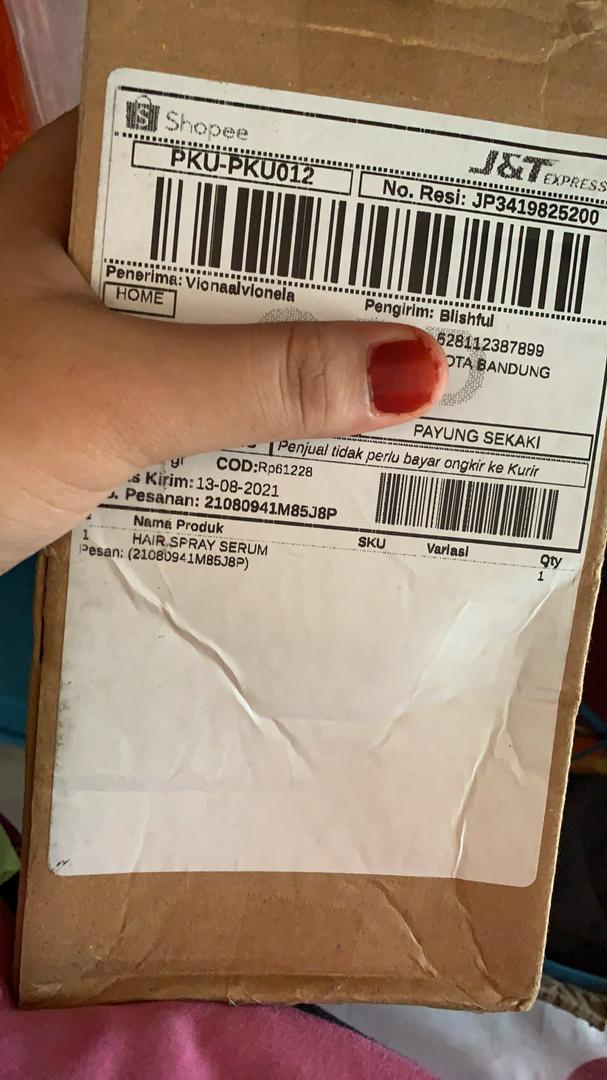 Shopee
J&T EXPRESS
PKU-PKU012
No. Resi: JP3419825200
Penerima: Vionaalvionela
Pengirim: Blishful
HOME
628112387899
OTA BANDUNG
PAYUNG SEKAKI
Penjual tidak perlu bayar ongkir ke Kurir
gr
COD:Rp61228
s Kirim: 13-08-2021
. Pesanan: 21080941M85J8P
Nama Produk SKU Variasi Qty
1 HAIR SPRAY SERUM 1
Pesan: (21080941M85J8P)